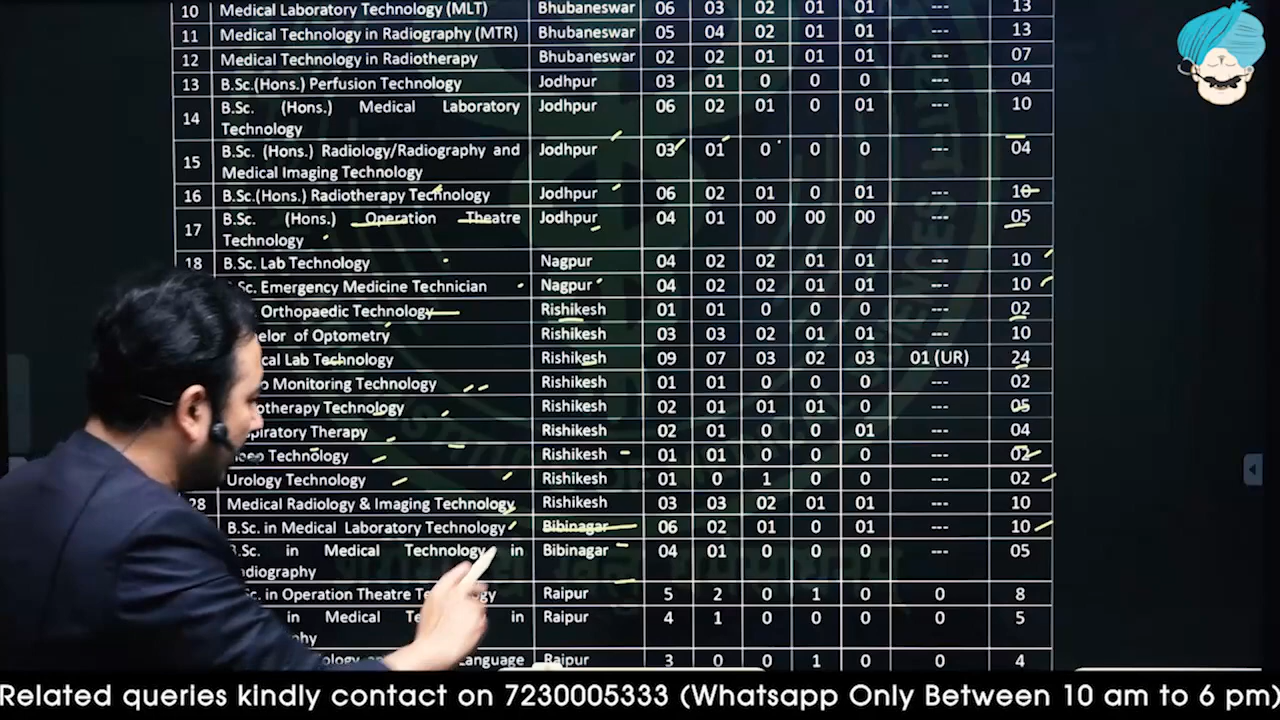 10 Medical Laboratory Technology (MLT) Bhubaneswar 06 03 02 01 01 --- 13
11 Medical Technology in Radiography (MTR) Bhubaneswar 05 04 02 01 01 --- 13
12 Medical Technology in Radiotherapy Bhubaneswar 02 02 01 01 01 --- 07
13 B.Sc.(Hons.) Perfusion Technology Jodhpur 03 01 0 0 0 --- 04
14 B.Sc. (Hons.) Medical Laboratory Jodhpur 06 02 01 0 01 --- 10
Technology
15 B.Sc. (Hons.) Radiology/Radiography and Jodhpur 03 01 0 0 0 --- 04
Medical Imaging Technology
16 B.Sc.(Hons.) Radiotherapy Technology Jodhpur 06 02 01 0 01 --- 10
17 B.Sc. (Hons.) Operation Theatre Jodhpur 04 01 00 00 00 --- 05
Technology
18 B.Sc. Lab Technology Nagpur 04 02 02 01 01 --- 10
Emergency Medicine Technician Nagpur 04 02 02 01 01 --- 10
Orthopaedic Technology Rishikesh 01 01 0 0 0 --- 02
of Optometry Rishikesh 03 03 02 01 01 --- 10
Lab Technology Rishikesh 09 07 03 02 03 01 (UR) 24
Monitoring Technology Rishikesh 01 01 0 0 0 --- 02
Technology Rishikesh 02 01 01 01 0 --- 05
Therapy Rishikesh 02 01 0 0 01 --- 04
Technology Rishikesh 01 01 0 0 0 --- 02
Urology Technology Rishikesh 01 0 1 0 0 --- 02
28 Medical Radiology & Imaging Technology Rishikesh 03 03 02 01 01 --- 10
B.Sc. in Medical Laboratory Technology Bibinagar 06 02 01 0 01 --- 10
in Medical Technology in Bibinagar 04 01 0 0 0 --- 05
in Operation Theatre Raipur 5 2 0 1 0 0 8
in Medical in Raipur 4 1 0 0 0 0 5
Language Raipur 3 0 0 1 0 0 4
Related queries kindly contact on 7230005333 (Whatsapp Only Between 10 am to 6 pm)